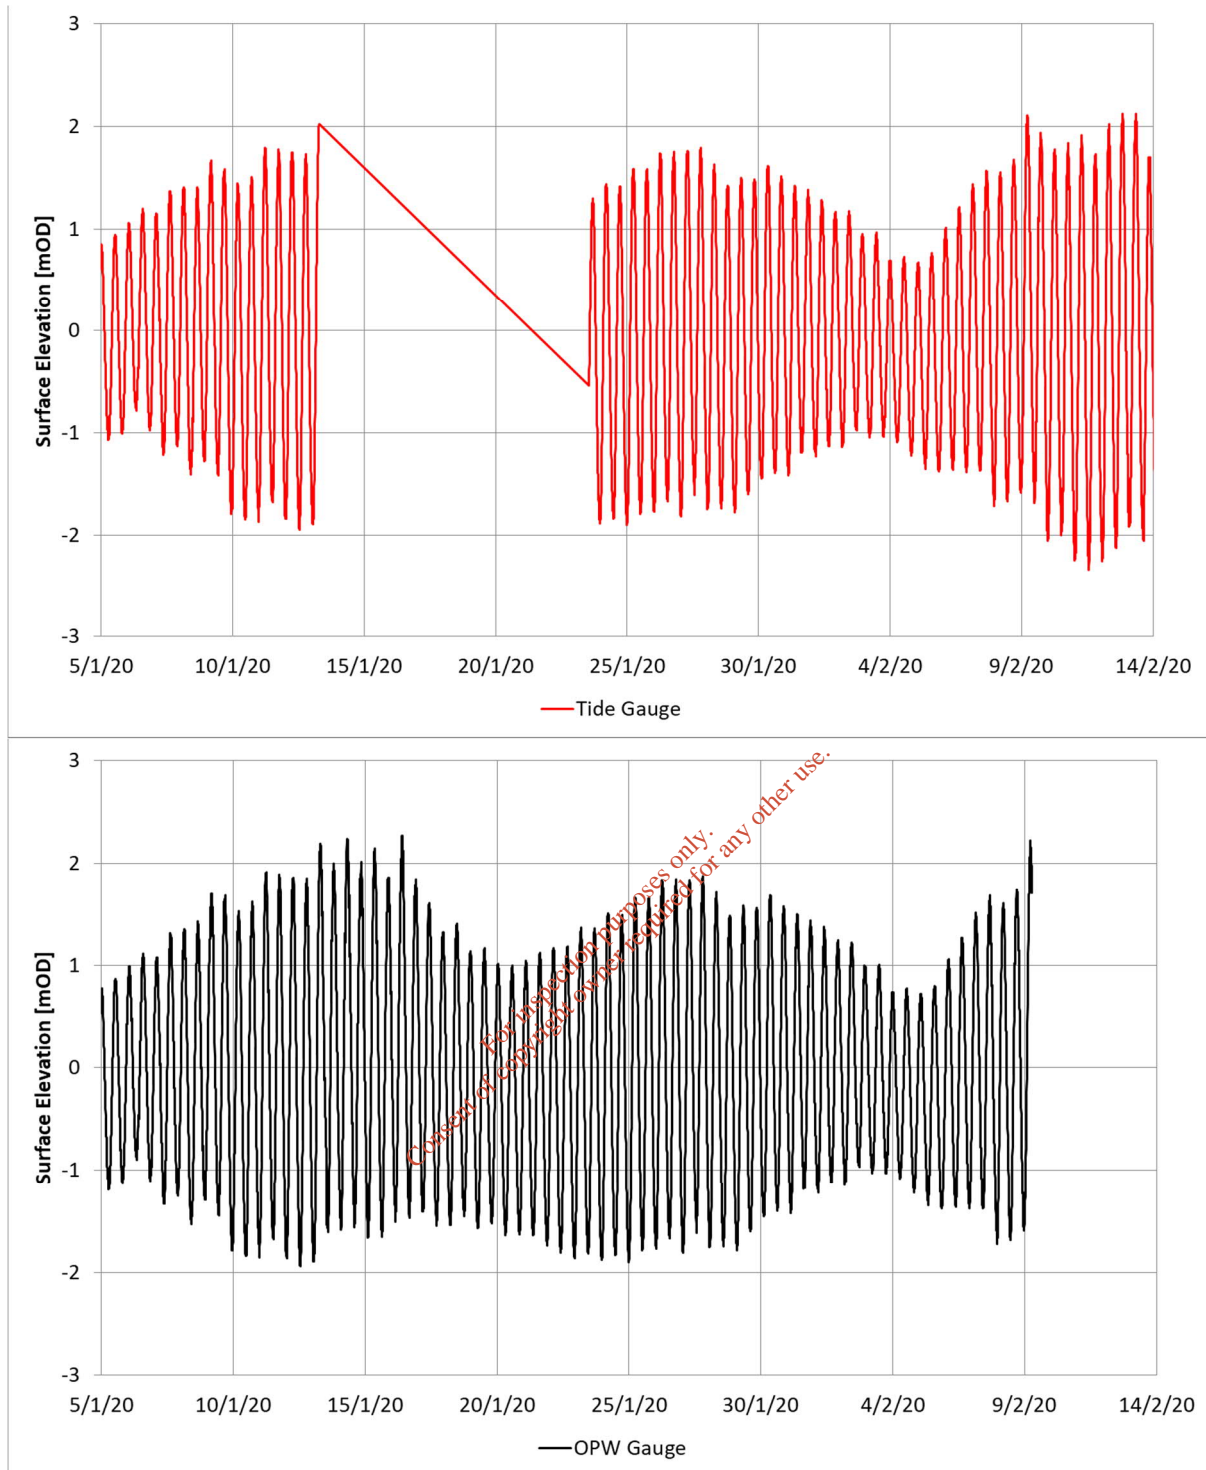 3
2
1
0
-1
-2
-3
Surface Elevation [mOD]
5/1/20 10/1/20 15/1/20 20/1/20 25/1/20 30/1/20 4/2/20 9/2/20 14/2/20
Tide Gauge
3
2
1
0
-1
-2
-3
Surface Elevation [mOD]
For inspection purposes only.
Consent of copyright owner required for any other use.
5/1/20 10/1/20 15/1/20 20/1/20 25/1/20 30/1/20 4/2/20 9/2/20 14/2/20
OPW Gauge